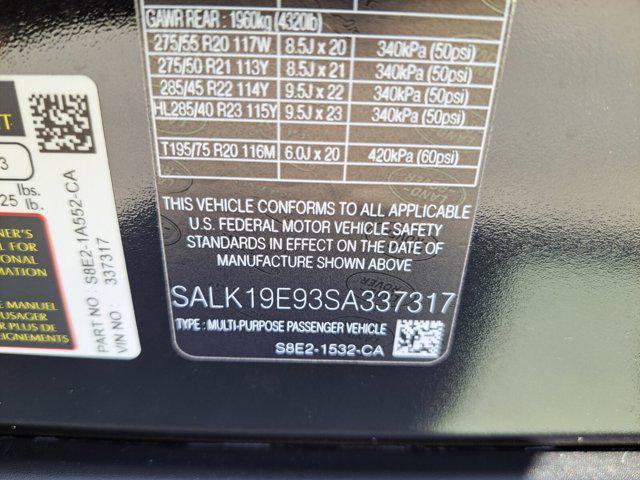 GAWR REAR : 1960kg (4320lb)
275/55 R20 117W 8.5J x 20 340kPa (50psi)
275/50 R21 113Y 8.5J x 21 340kPa (50psi)
285/45 R22 114Y 9.5J x 22 340kPa (50psi)
HL285/40 R23 115Y 9.5J x 23 340kPa (50psi)
T195/75 R20 116M 6.0J x 20 420kPa (60psi)
THIS VEHICLE CONFORMS TO ALL APPLICABLE
U.S. FEDERAL MOTOR VEHICLE SAFETY
STANDARDS IN EFFECT ON THE DATE OF
MANUFACTURE SHOWN ABOVE
SALK19E93SA337317
TYPE : MULTI-PURPOSE PASSENGER VEHICLE
S8E2-1532-CA
3
lbs.
25 lb.
NER'S
L FOR
IONAL
MATION
E MANUEL
USAGER
R PLUS DE
EMENTS
PART NO : S8E2-1A552-CA
VIN NO : 337317